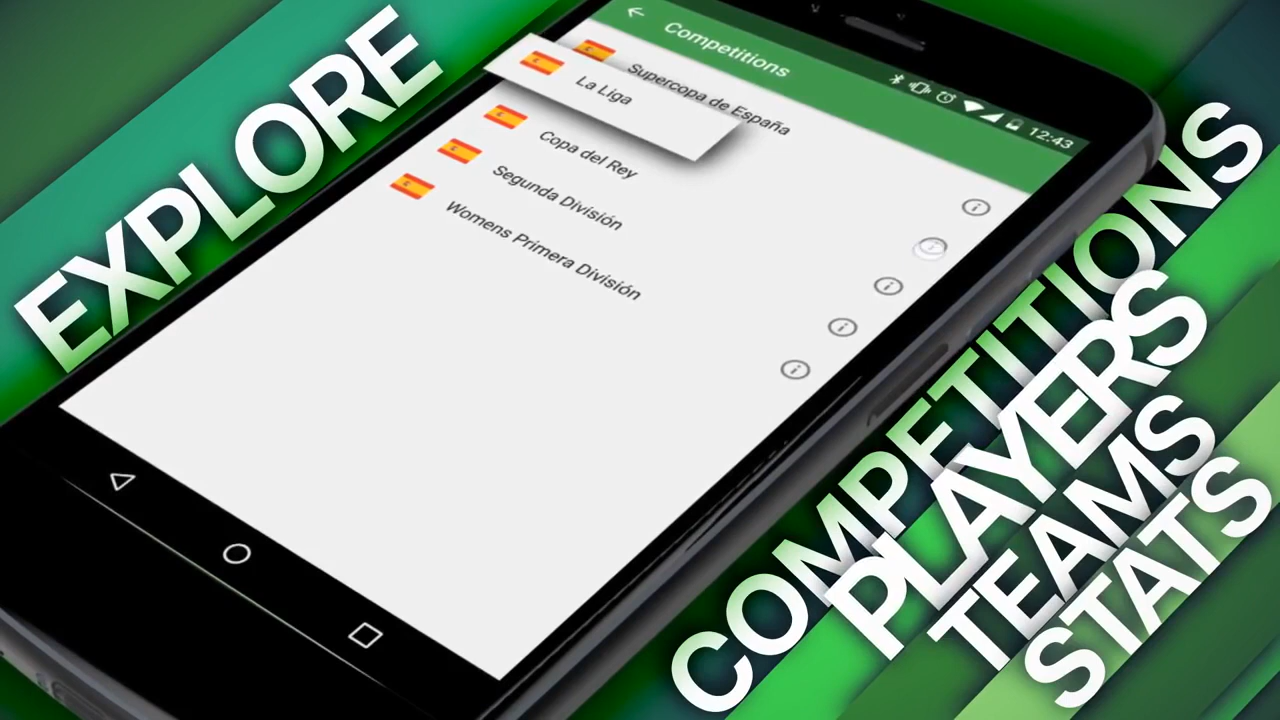 EXPLORE
Competitions
12:43
Supercopa de España
La Liga
Copa del Rey
Segunda División
Womens Primera División
COMPETITIONS
PLAYERS
TEAMS
STATS